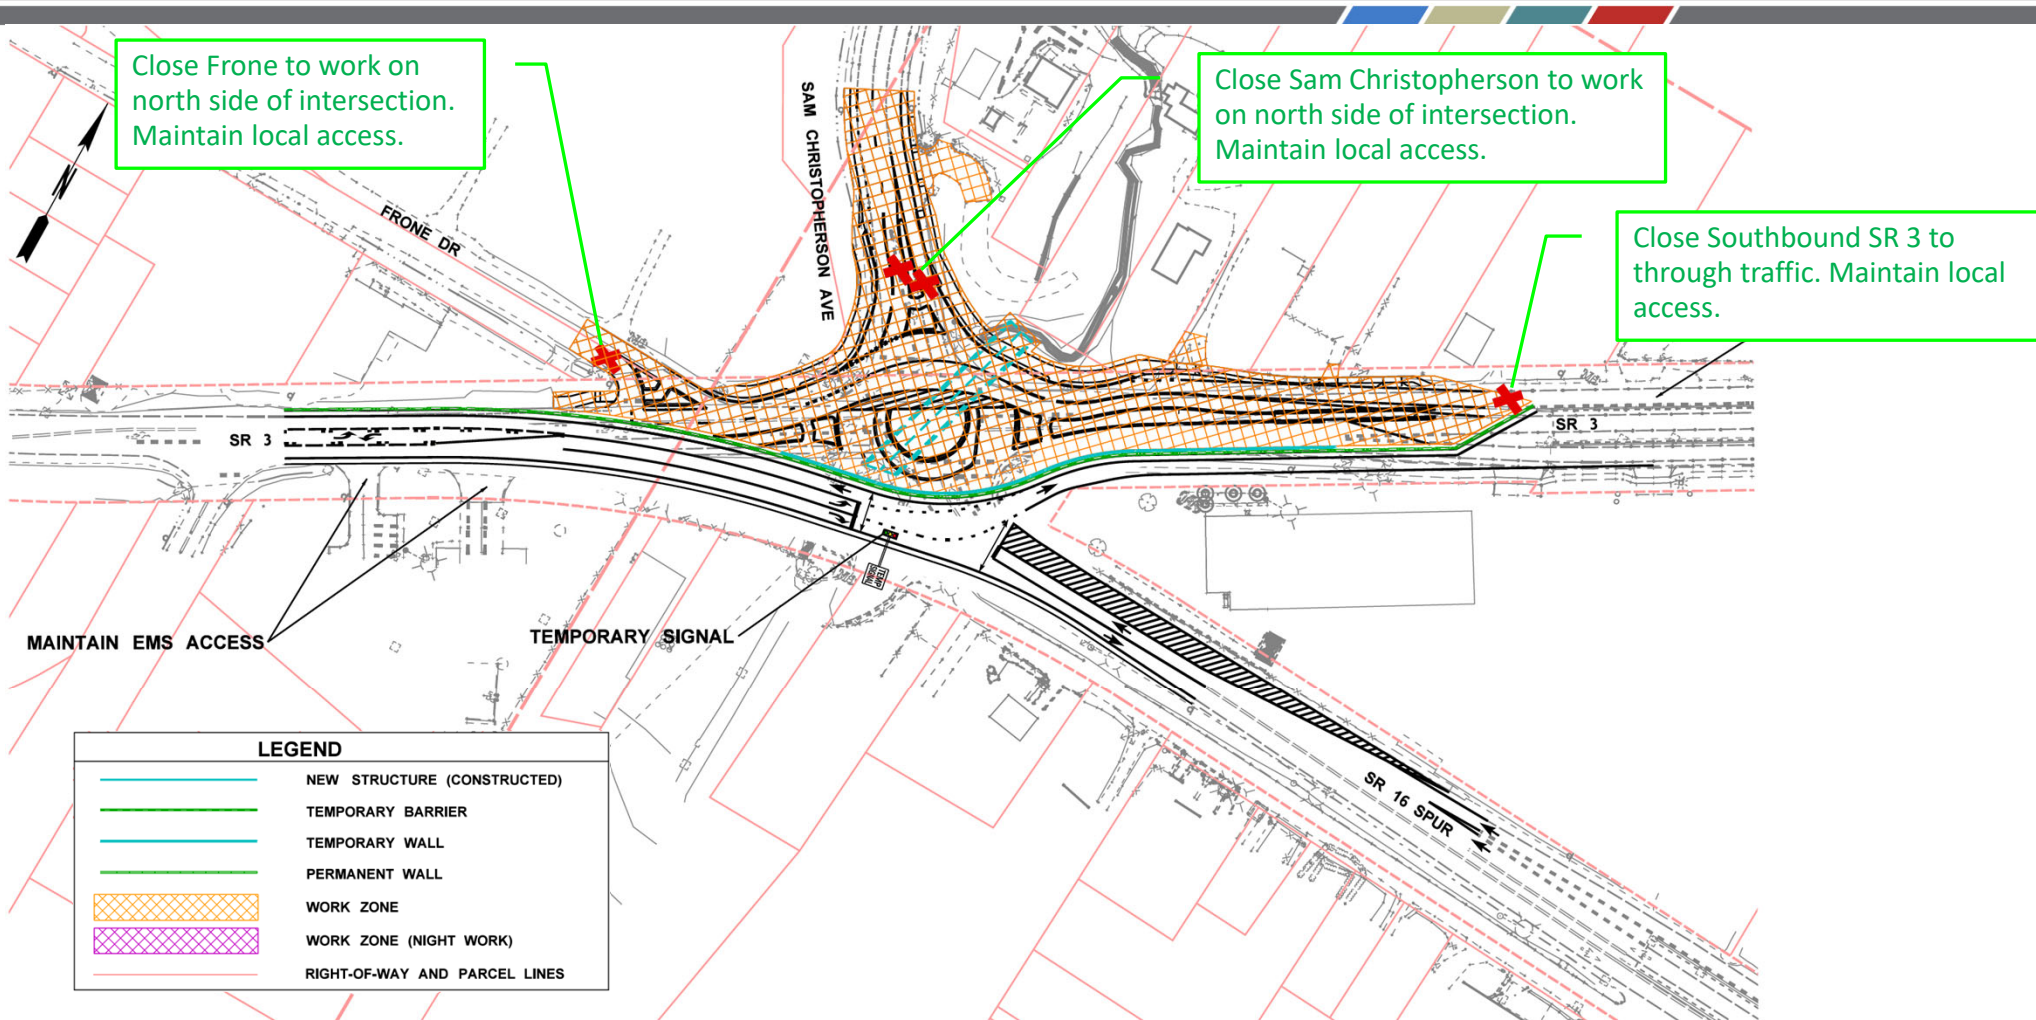 Close Frone to work on
north side of intersection.
Maintain local access.
Close Sam Christopherson to work
on north side of intersection.
Maintain local access.
Close Southbound SR 3 to
through traffic. Maintain local
access.
N
FRONE DR
SAM CHRISTOPHERSON AVE
SR 3
SR 3
MAINTAIN EMS ACCESS
TEMPORARY SIGNAL
TEMP
SIGNAL
SR 16 SPUR
LEGEND
NEW STRUCTURE (CONSTRUCTED)
TEMPORARY BARRIER
TEMPORARY WALL
PERMANENT WALL
WORK ZONE
WORK ZONE (NIGHT WORK)
RIGHT-OF-WAY AND PARCEL LINES